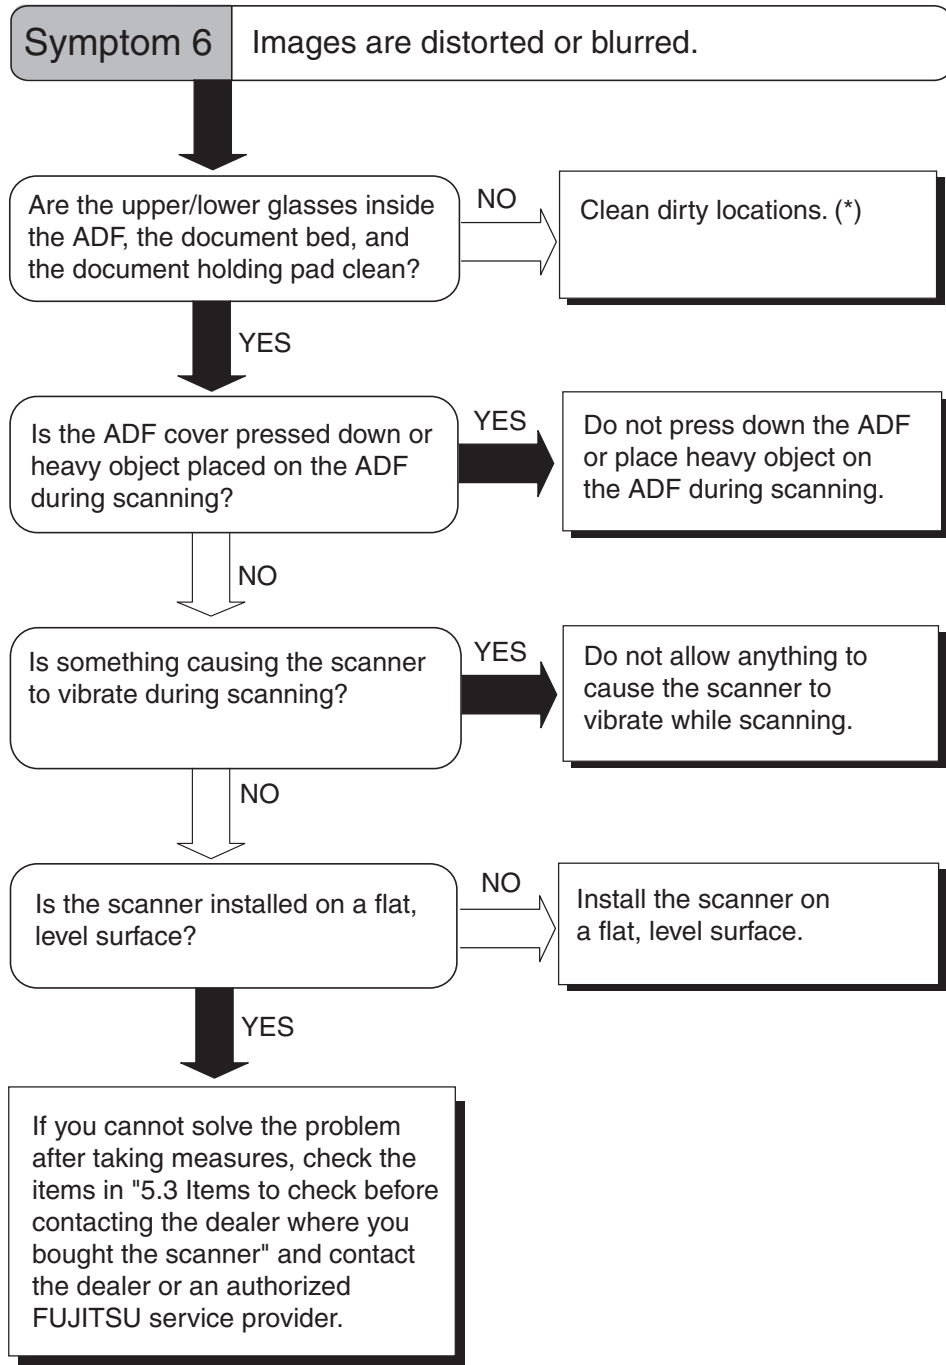 Symptom 6
Images are distorted or blurred.
Are the upper/lower glasses inside
the ADF, the document bed, and
the document holding pad clean?
NO
Clean dirty locations. (*)
YES
Is the ADF cover pressed down or
heavy object placed on the ADF
during scanning?
YES
Do not press down the ADF
or place heavy object on
the ADF during scanning.
NO
Is something causing the scanner
to vibrate during scanning?
YES
Do not allow anything to
cause the scanner to
vibrate while scanning.
NO
Is the scanner installed on a flat,
level surface?
NO
Install the scanner on
a flat, level surface.
YES
If you cannot solve the problem
after taking measures, check the
items in "5.3 Items to check before
contacting the dealer where you
bought the scanner" and contact
the dealer or an authorized
FUJITSU service provider.